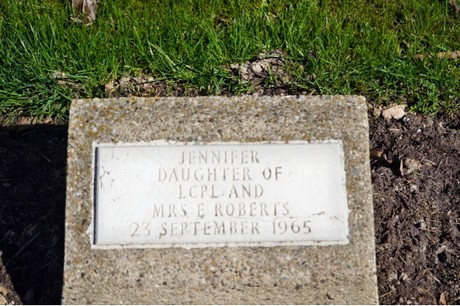 JENNIFER
DAUGHTER OF
LCPL AND
MRS E ROBERTS
23 SEPTEMBER 1965